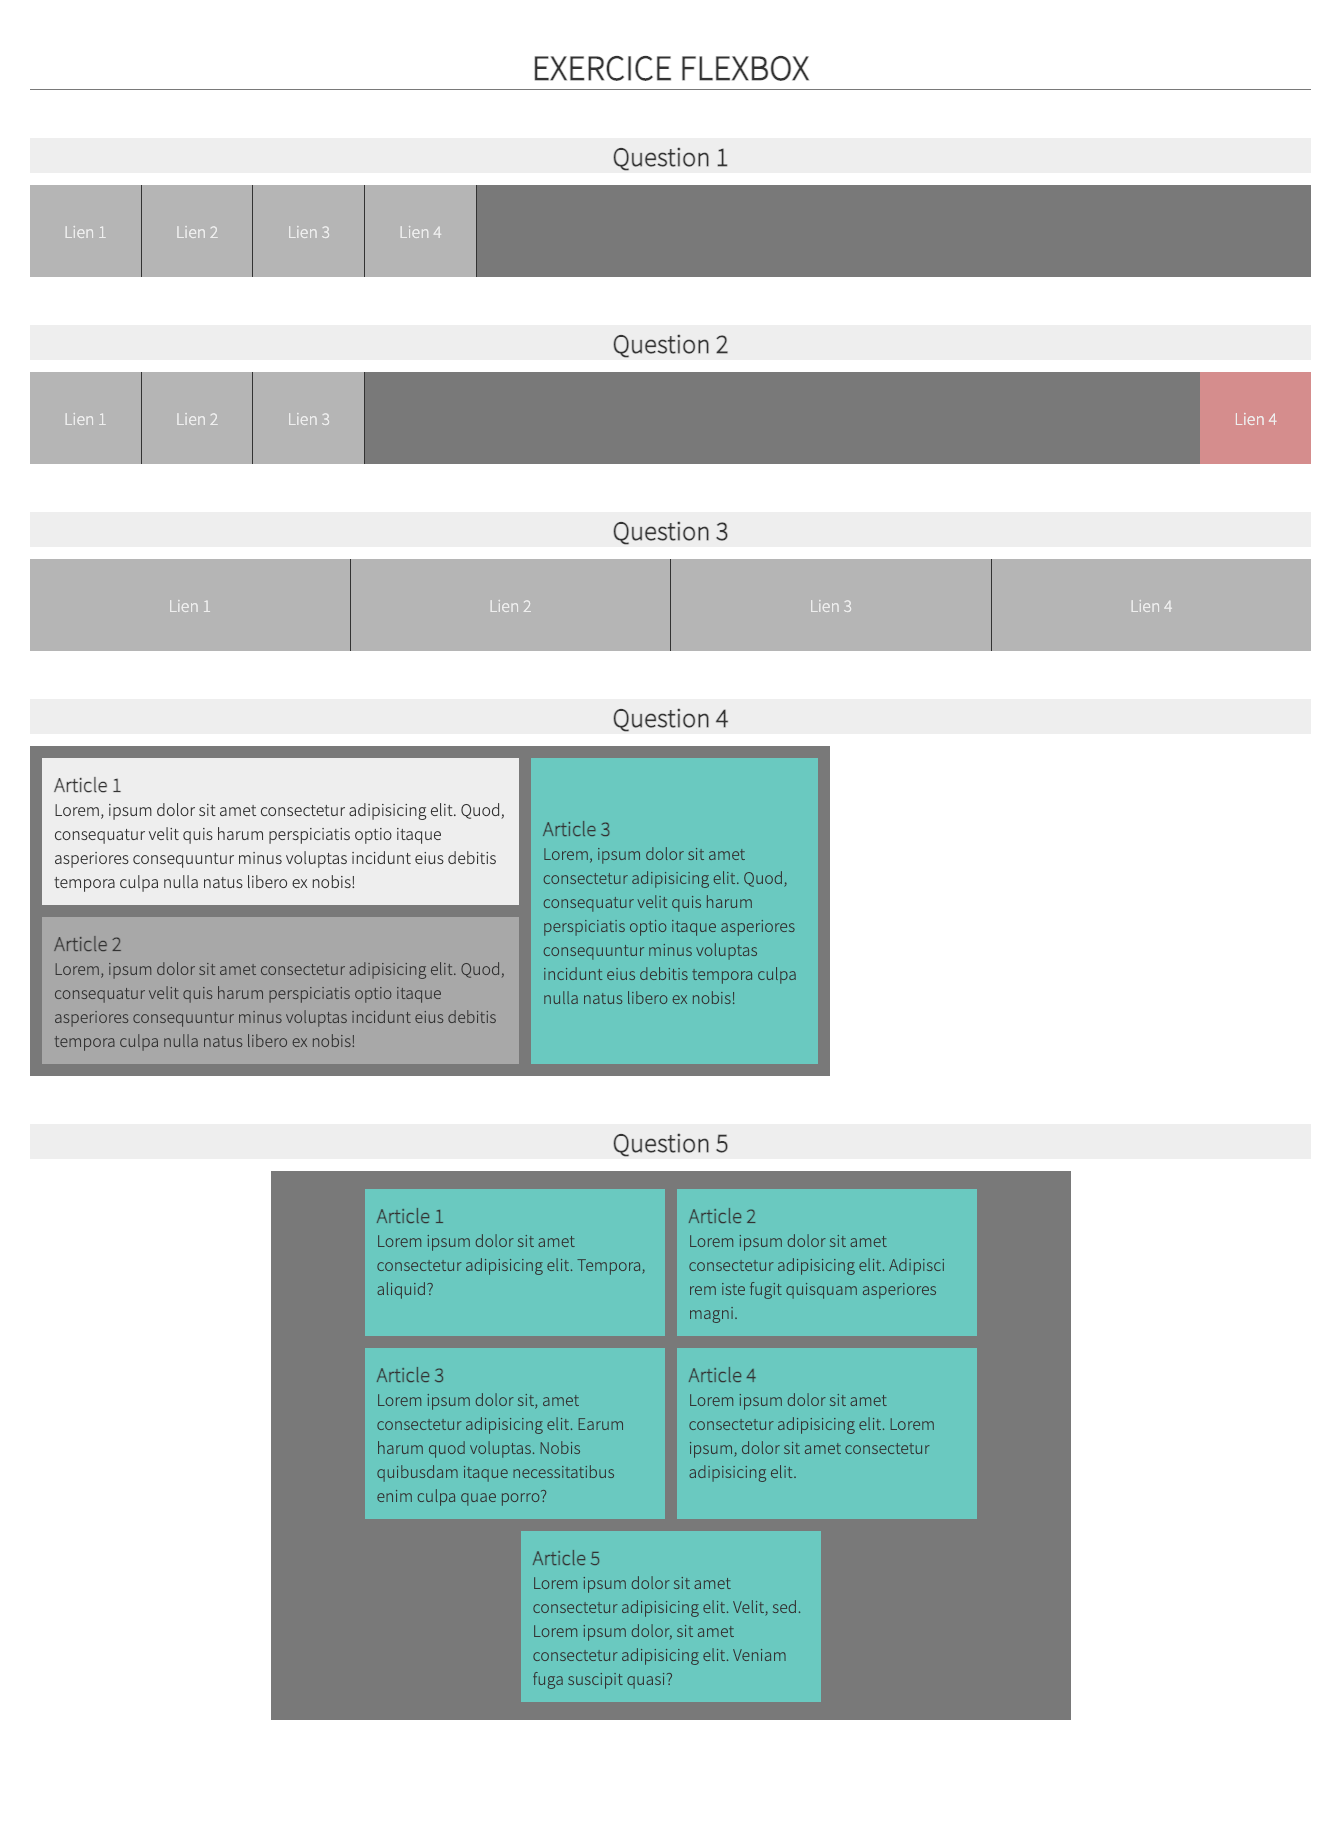 EXERCICE FLEXBOX
Question 1
Lien 1 Lien 2 Lien 3 Lien 4
Question 2
Lien 1 Lien 2 Lien 3 Lien 4
Question 3
Lien 1 Lien 2 Lien 3 Lien 4
Question 4
Article 1
Lorem, ipsum dolor sit amet consectetur adipisicing elit. Quod,
consequatur velit quis harum perspiciatis optio itaque
asperiores consequuntur minus voluptas incidunt eius debitis
tempora culpa nulla natus libero ex nobis!
Article 2
Lorem, ipsum dolor sit amet consectetur adipisicing elit. Quod,
consequatur velit quis harum perspiciatis optio itaque
asperiores consequuntur minus voluptas incidunt eius debitis
tempora culpa nulla natus libero ex nobis!
Article 3
Lorem, ipsum dolor sit amet
consectetur adipisicing elit. Quod,
consequatur velit quis harum
perspiciatis optio itaque asperiores
consequuntur minus voluptas
incidunt eius debitis tempora culpa
nulla natus libero ex nobis!
Question 5
Article 1
Lorem ipsum dolor sit amet
consectetur adipisicing elit. Tempora,
aliquid?
Article 2
Lorem ipsum dolor sit amet
consectetur adipisicing elit. Adipisci
rem iste fugit quisquam asperiores
magni.
Article 3
Lorem ipsum dolor sit, amet
consectetur adipisicing elit. Earum
harum quod voluptas. Nobis
quibusdam itaque necessitatibus
enim culpa quae porro?
Article 4
Lorem ipsum dolor sit amet
consectetur adipisicing elit. Lorem
ipsum, dolor sit amet consectetur
adipisicing elit.
Article 5
Lorem ipsum dolor sit amet
consectetur adipisicing elit. Velit, sed.
Lorem ipsum dolor, sit amet
consectetur adipisicing elit. Veniam
fuga suscipit quasi?